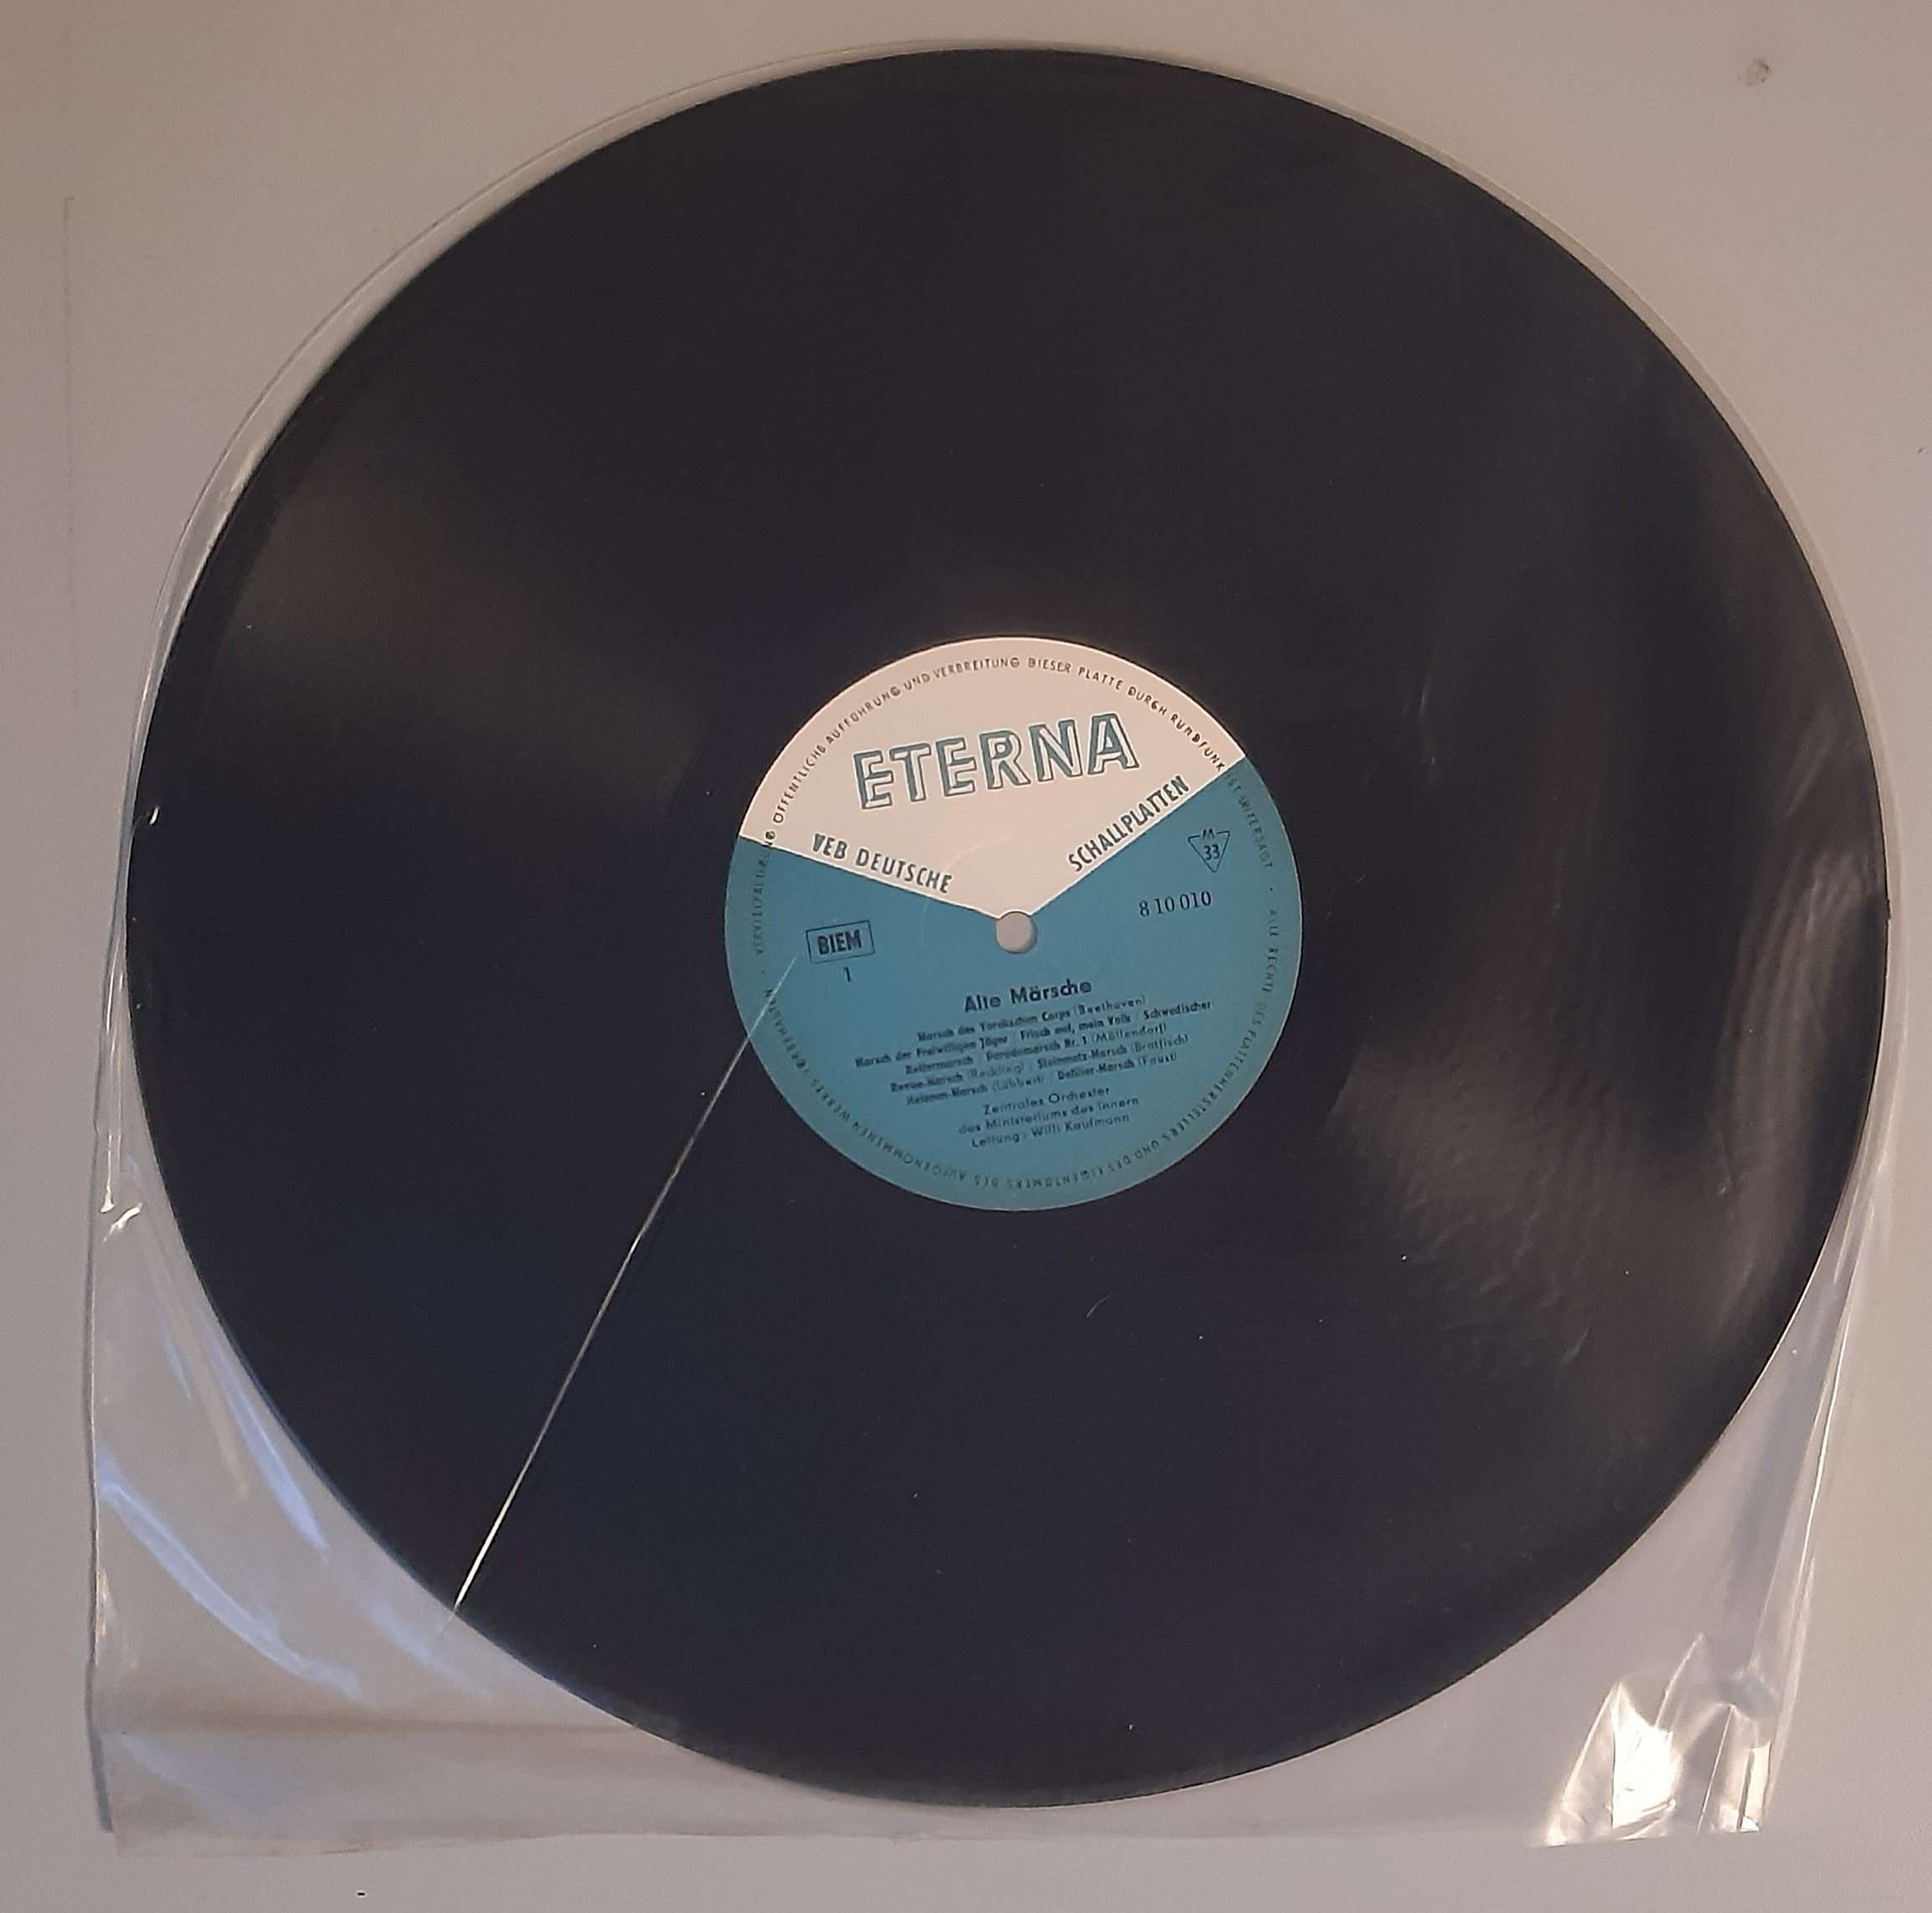 ETERNA
VEB DEUTSCHE SCHALLPLATTEN
M
33
8 10 010
BIEM
1
Alte Märsche
Marsch des Yorckschen Corps (Beethoven)
Marsch der Freiwilligen Jäger / Frisch auf, mein Volk / Schwedischer
Reitermarsch / Parademarsch Nr. 1 (Möllendorf)
Revue-Marsch (Reckling) / Steinmetz-Marsch (Bratfisch)
Helenen-Marsch (Lübbert) / Defilier-Marsch (Faust)
Zentrales Orchester
des Ministeriums des Innern
Leitung: Willi Kaufmann
ALLE RECHTE DES PLATTENHERSTELLERS UND DES EIGENTÜMERS DES AUFGENOMMENEN WERKES VORBEHALTEN · VERVIELFÄLTIGUNG ÖFFENTLICHE AUFFÜHRUNG UND VERBREITUNG DIESER PLATTE DURCH RUNDFUNK IST UNTERSAGT ·